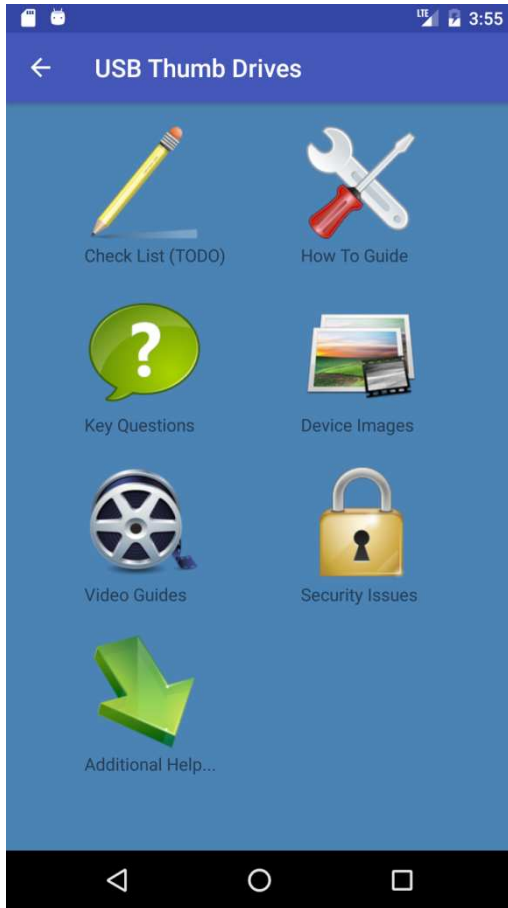 LTE 3:55
USB Thumb Drives
Check List (TODO) How To Guide
?
Key Questions Device Images
Video Guides Security Issues
Additional Help...